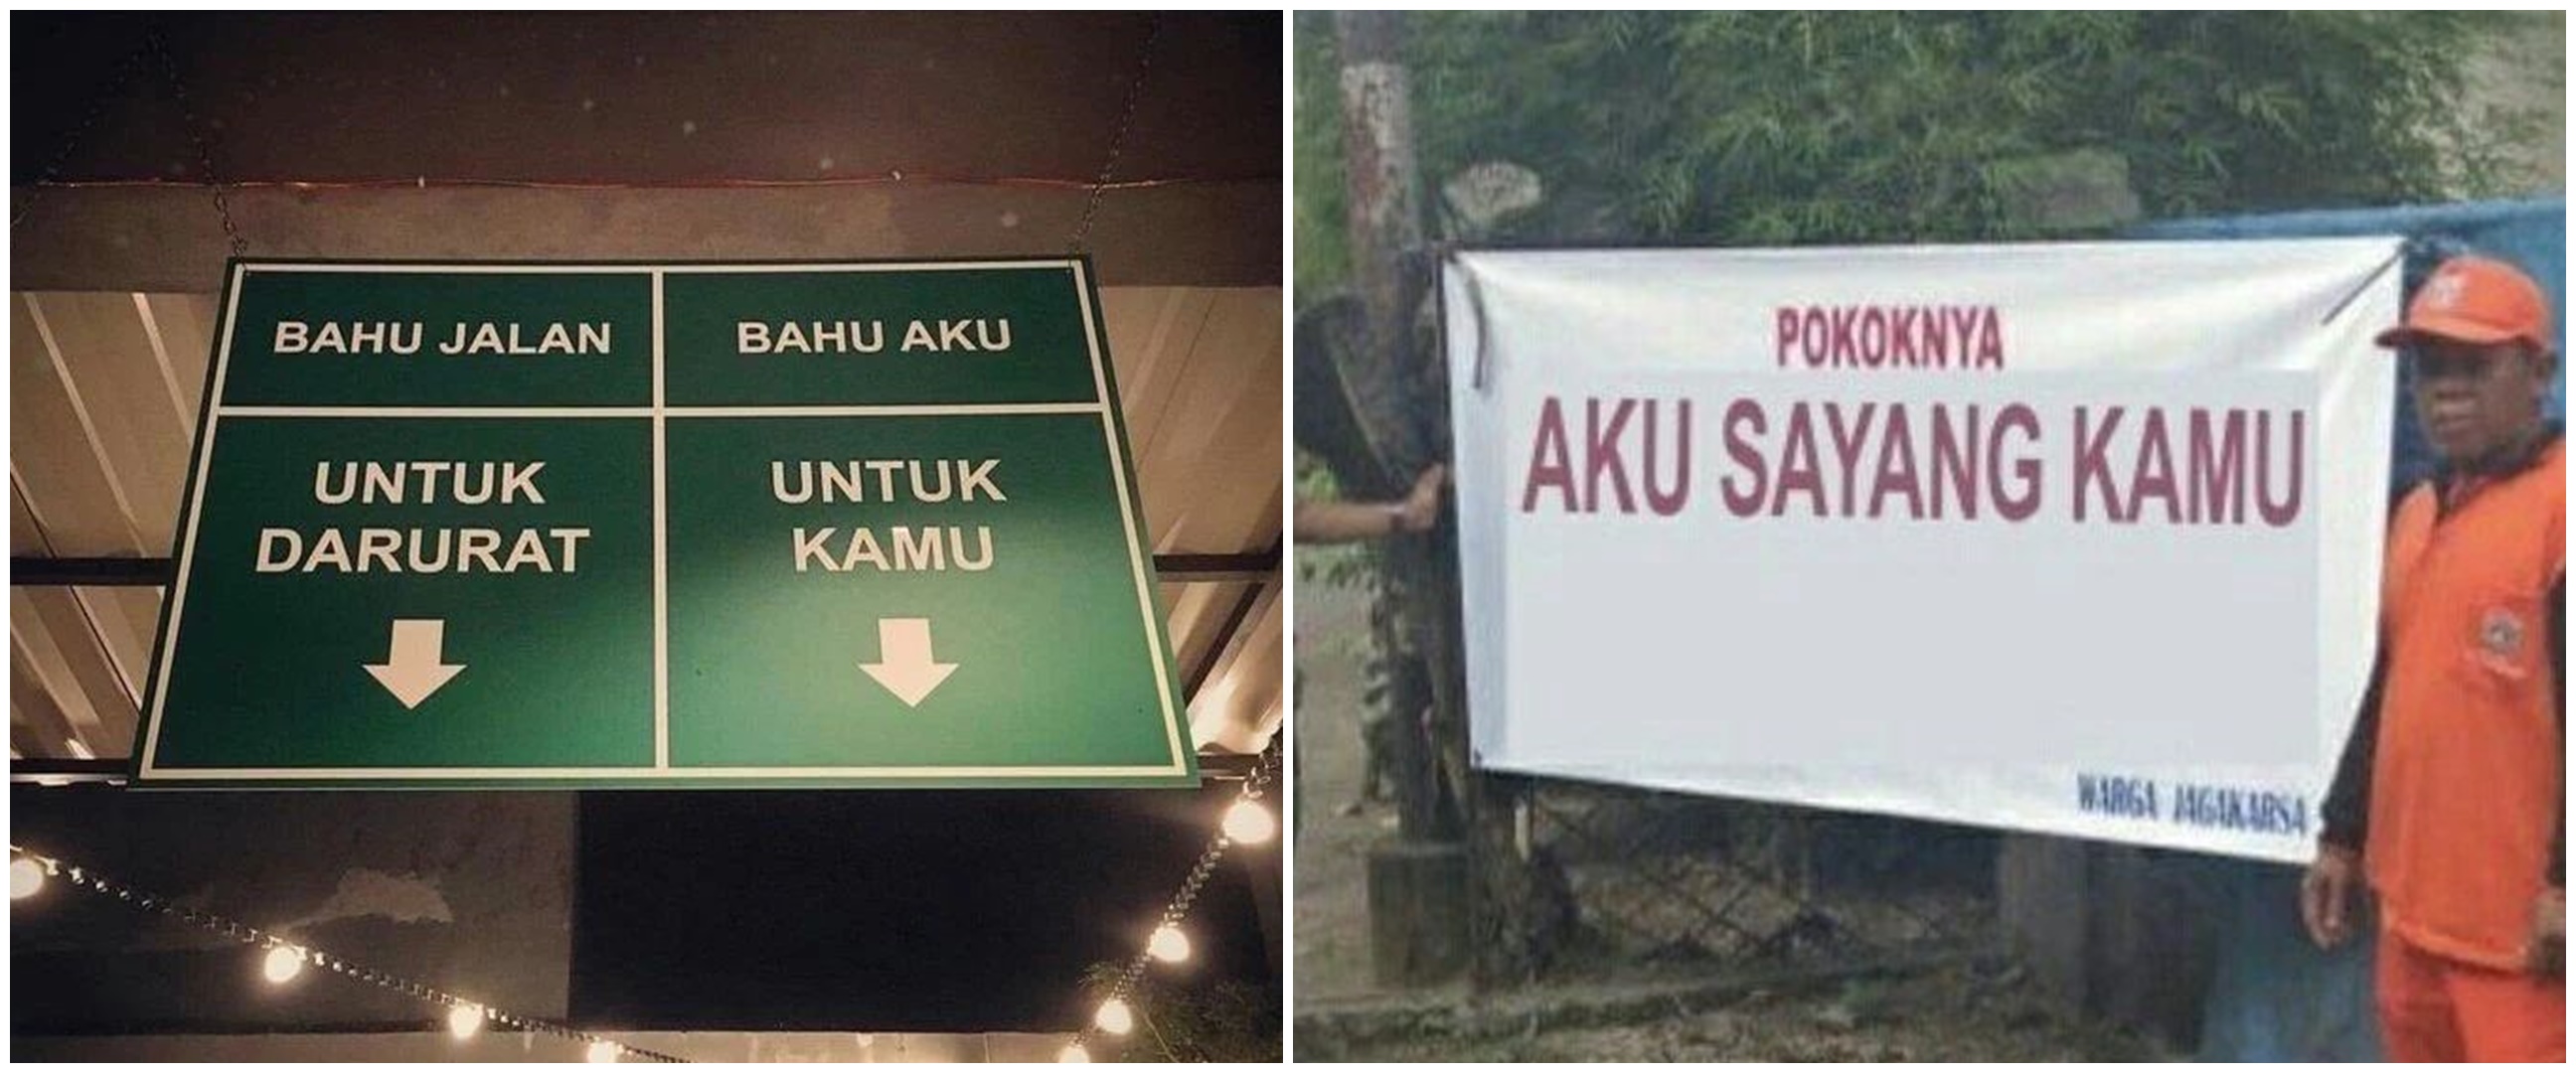 BAHU JALAN
BAHU AKU
UNTUK
DARURAT
UNTUK
KAMU
POKOKNYA
AKU SAYANG KAMU
WARGA JAGAKARSA